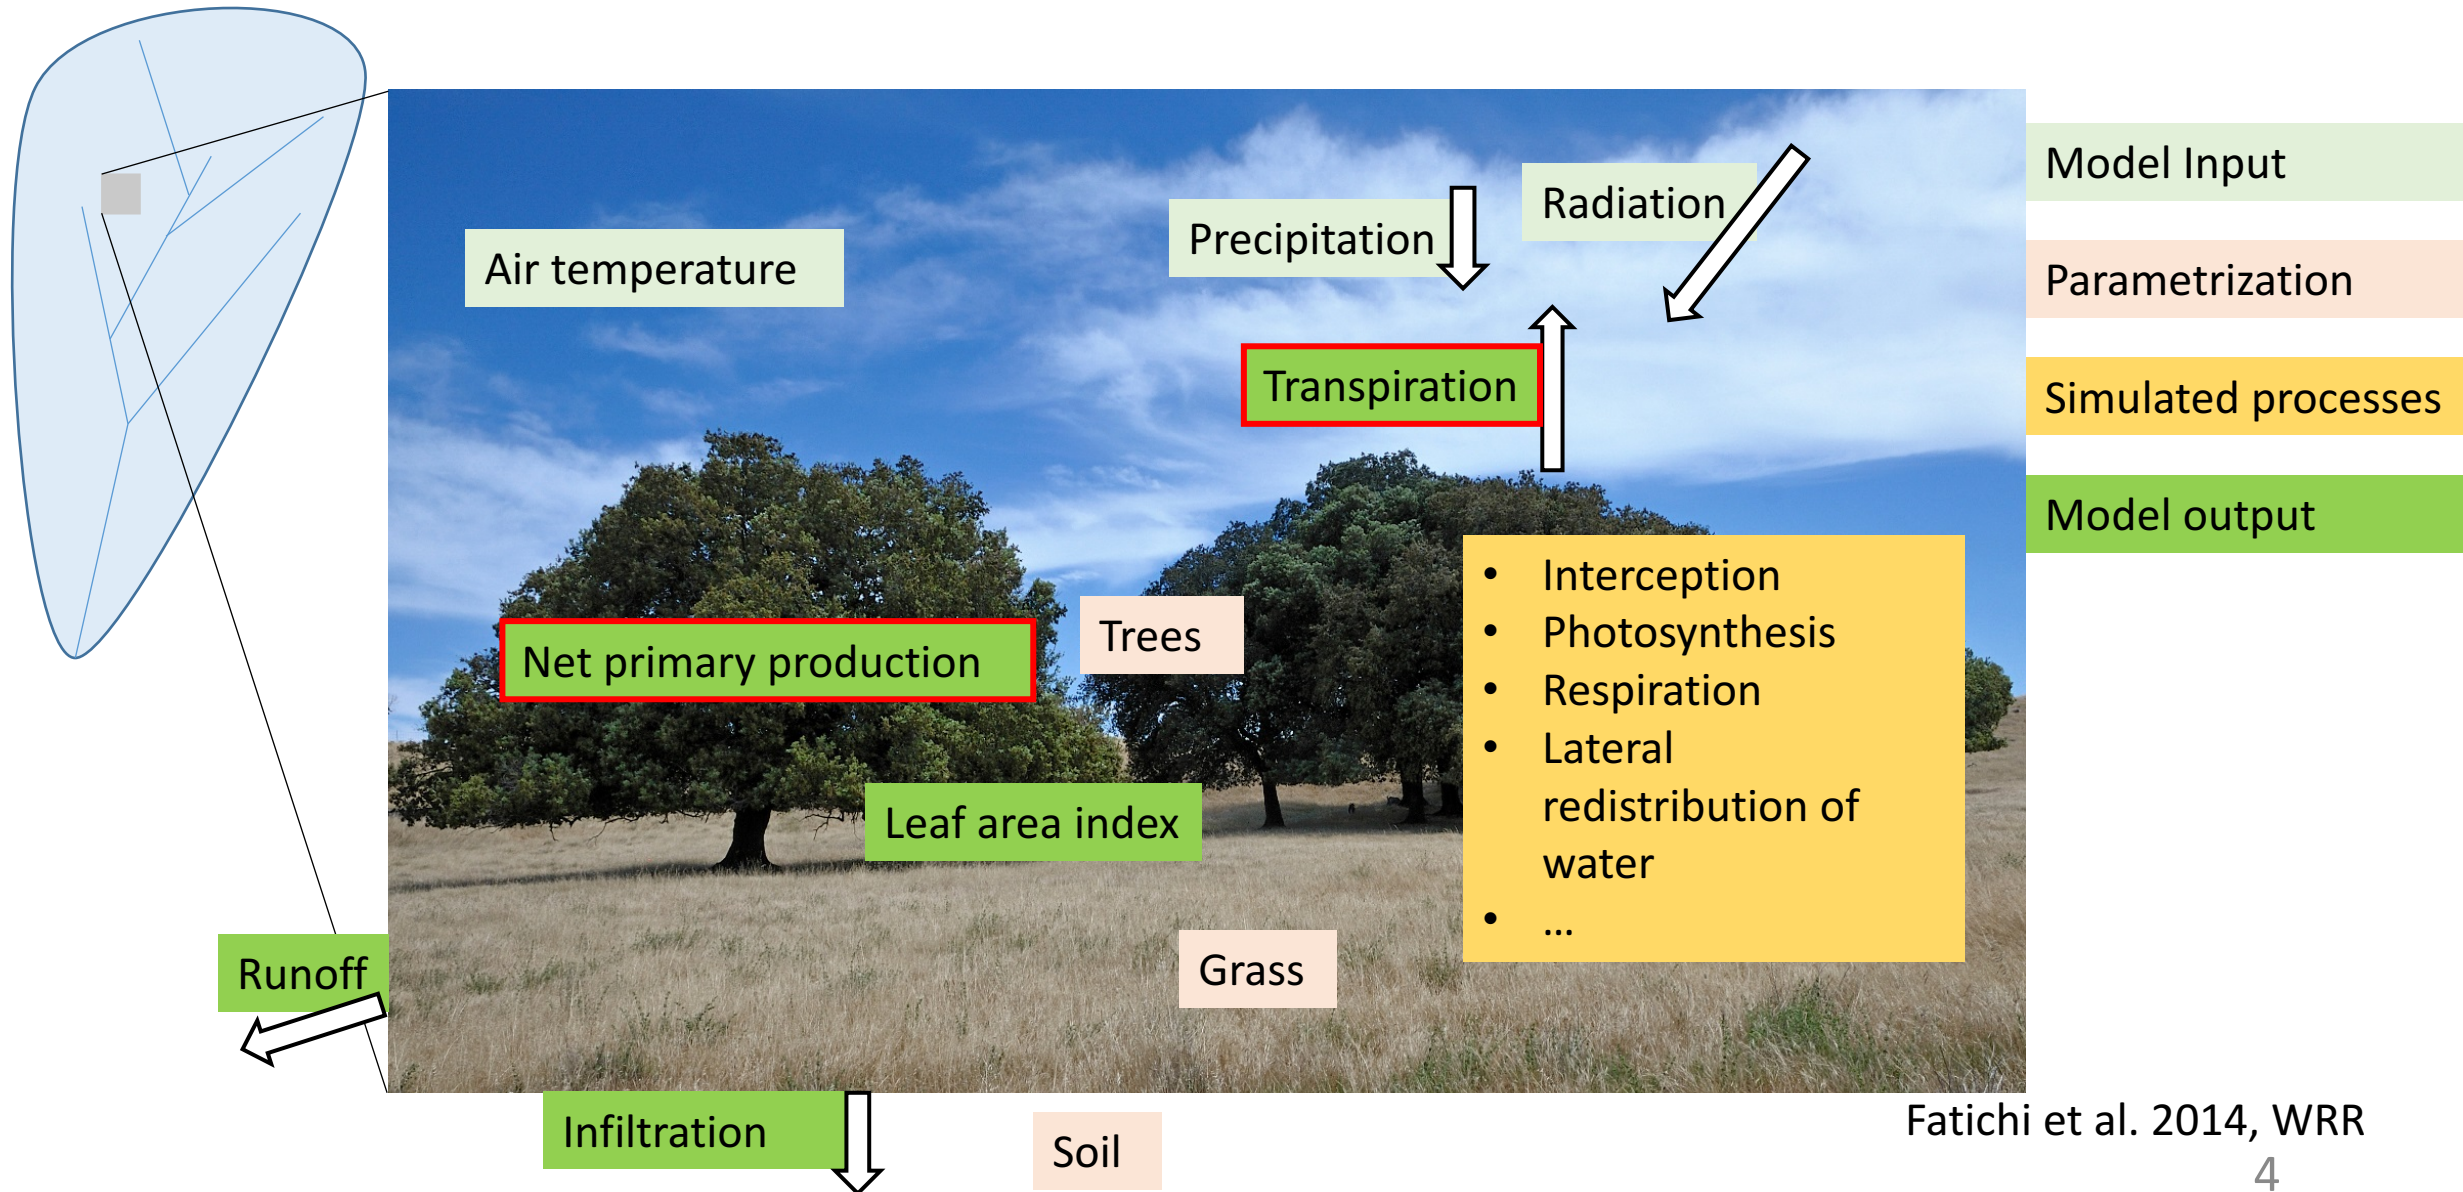 Model Input
Radiation
Precipitation
Air temperature
Parametrization
Transpiration
Simulated processes
Model output
• Interception
• Photosynthesis
• Respiration
• Lateral
redistribution of
water
• ...
Trees
Net primary production
Leaf area index
Runoff
Grass
Infiltration
Soil
Fatichi et al. 2014, WRR
4